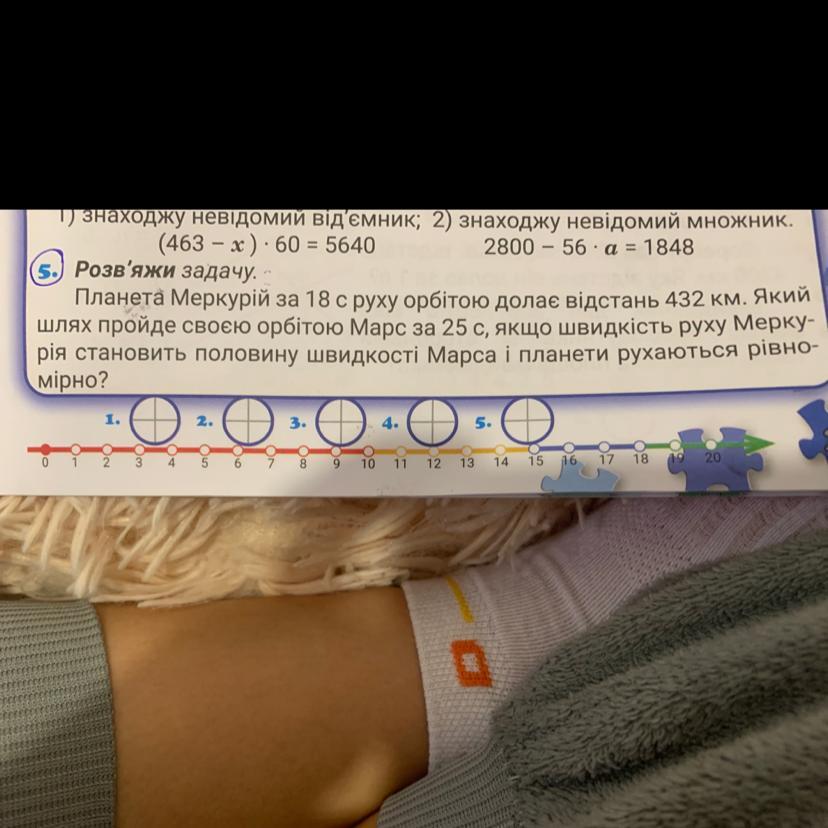 1) знаходжу невідомий від'ємник; 2) знаходжу невідомий множник.
(463 – x) · 60 = 5640 2800 – 56 · a = 1848
5. Розв'яжи задачу.
Планета Меркурій за 18 с руху орбітою долає відстань 432 км. Який
шлях пройде своєю орбітою Марс за 25 с, якщо швидкість руху Мерку-
рія становить половину швидкості Марса і планети рухаються рівно-
мірно?
1. 2. 3. 4. 5.
0 1 2 3 4 5 6 7 8 9 10 11 12 13 14 15 16 17 18 19 20